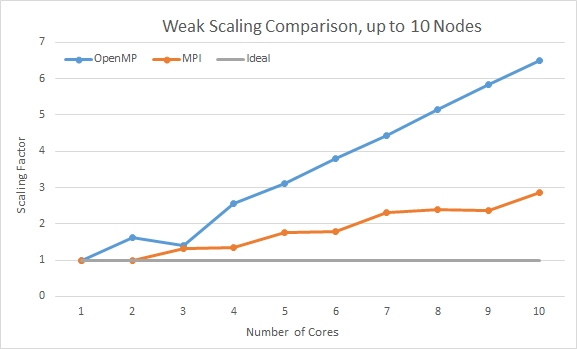 Weak Scaling Comparison, up to 10 Nodes
7
OpenMP MPI Ideal
6
5
4
3
2
1
0
Scaling Factor
1 2 3 4 5 6 7 8 9 10
Number of Cores